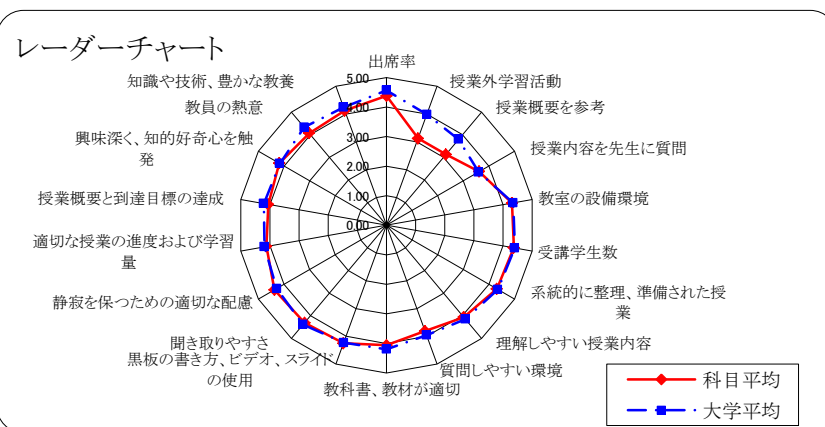 レーダーチャート
出席率
授業外学習活動
授業概要を参考
授業内容を先生に質問
教室の設備環境
受講学生数
系統的に整理、準備された授
業
理解しやすい授業内容
質問しやすい環境
教科書、教材が適切
黒板の書き方、ビデオ、スライド
の使用
聞き取りやすさ
静寂を保つための適切な配慮
適切な授業の進度および学習
量
授業概要と到達目標の達成
興味深く、知的好奇心を触
発
教員の熱意
知識や技術、豊かな教養
5.00
4.00
3.00
2.00
1.00
0.00
科目平均
大学平均